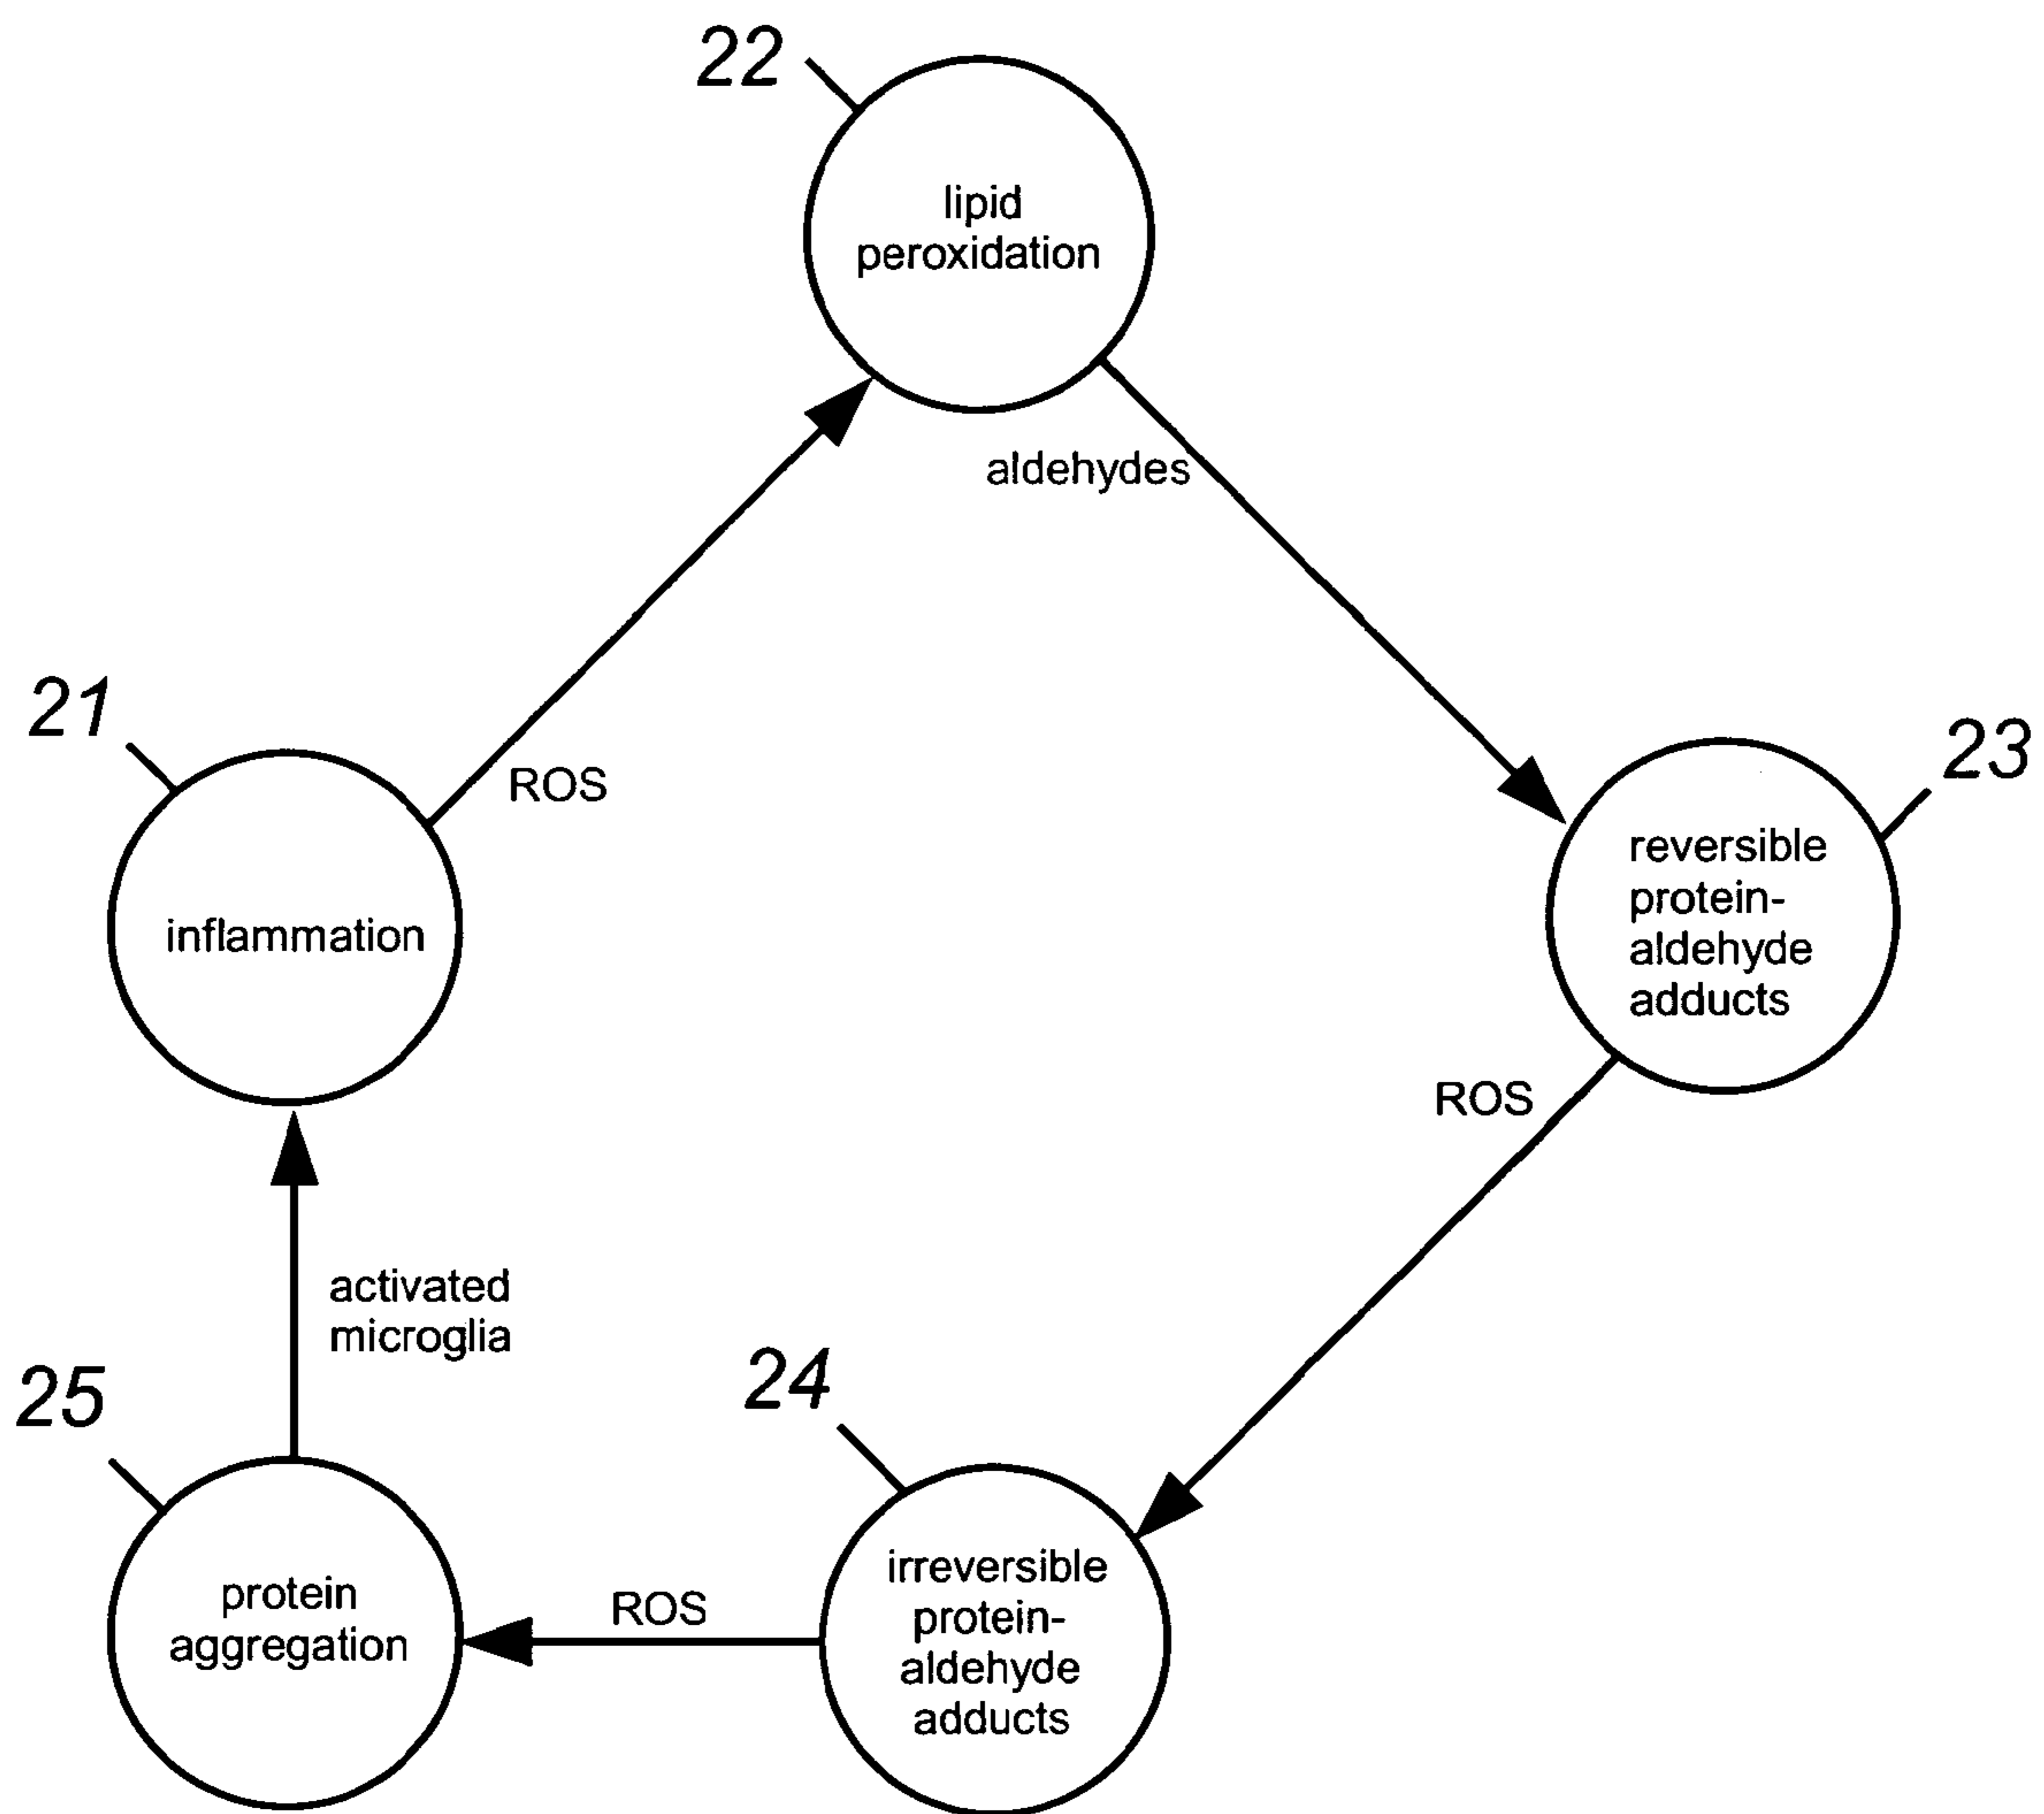 22
lipid
peroxidation
aldehydes
21
ROS
inflammation
23
reversible
protein-
aldehyde
adducts
ROS
activated
microglia
25
protein
aggregation
24
ROS
irreversible
protein-
aldehyde
adducts